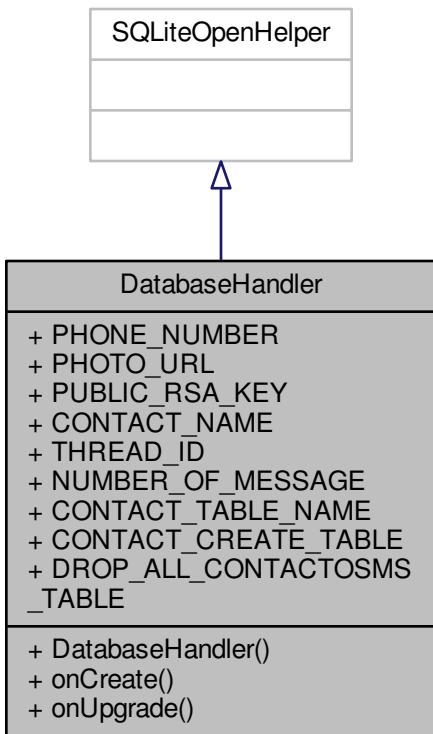 SQLiteOpenHelper
DatabaseHandler
+ PHONE_NUMBER
+ PHOTO_URL
+ PUBLIC_RSA_KEY
+ CONTACT_NAME
+ THREAD_ID
+ NUMBER_OF_MESSAGE
+ CONTACT_TABLE_NAME
+ CONTACT_CREATE_TABLE
+ DROP_ALL_CONTACTOSMS
_TABLE
+ DatabaseHandler()
+ onCreate()
+ onUpgrade()